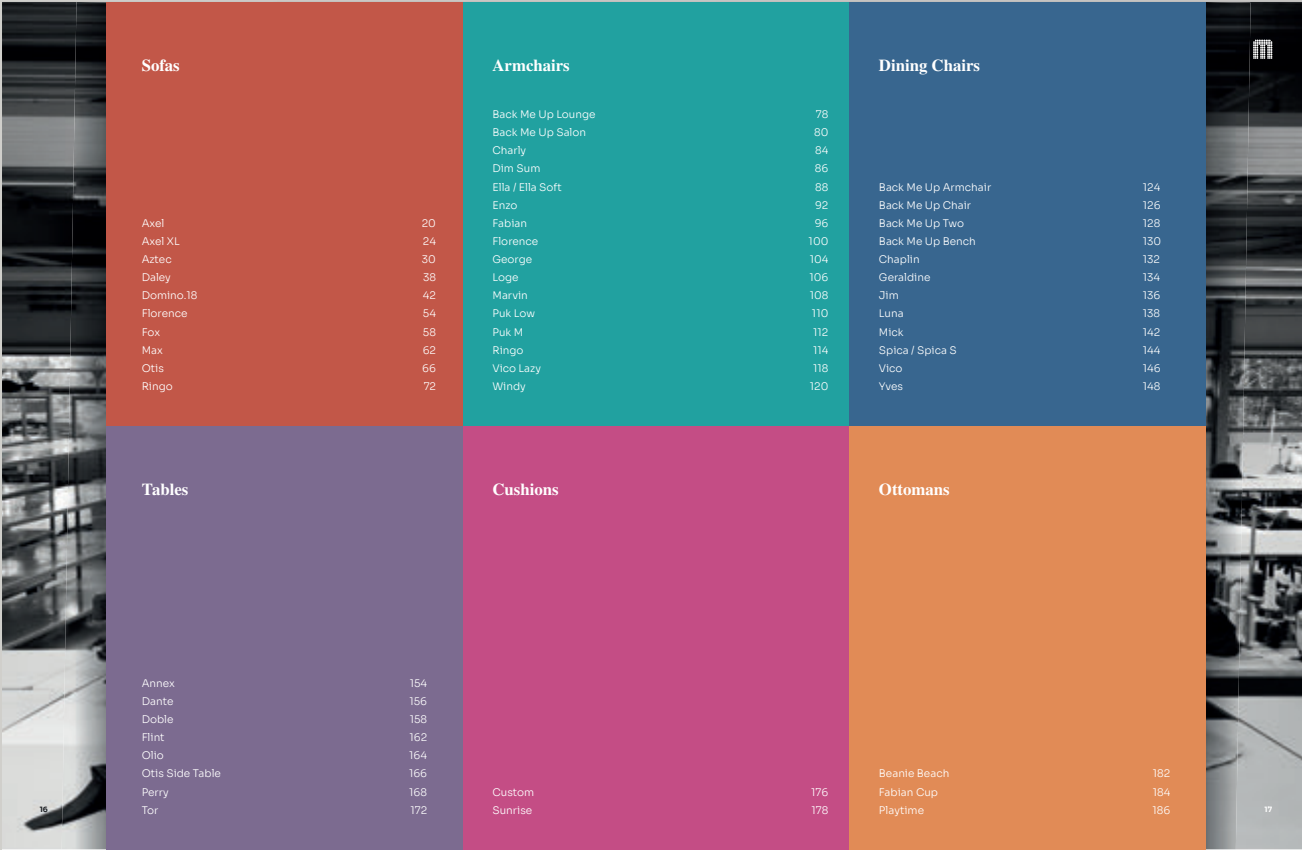 Sofas
Axel 20
Axel XL 24
Aztec 30
Daley 38
Domino.18 42
Florence 54
Fox 58
Max 62
Otis 66
Ringo 72
Armchairs
Back Me Up Lounge 78
Back Me Up Salon 80
Charly 84
Dim Sum 86
Ella / Ella Soft 88
Enzo 92
Fabian 96
Florence 100
George 104
Loge 106
Marvin 108
Puk Low 110
Puk M 112
Ringo 114
Vico Lazy 118
Windy 120
Dining Chairs
Back Me Up Armchair 124
Back Me Up Chair 126
Back Me Up Two 128
Back Me Up Bench 130
Chaplin 132
Geraldine 134
Jim 136
Luna 138
Mick 142
Spica / Spica S 144
Vico 146
Yves 148
Tables
Annex 154
Dante 156
Doble 158
Flint 162
Olio 164
Otis Side Table 166
Perry 168
Tor 172
Cushions
Custom 176
Sunrise 178
Ottomans
Beanie Beach 182
Fabian Cup 184
Playtime 186
16
17
m